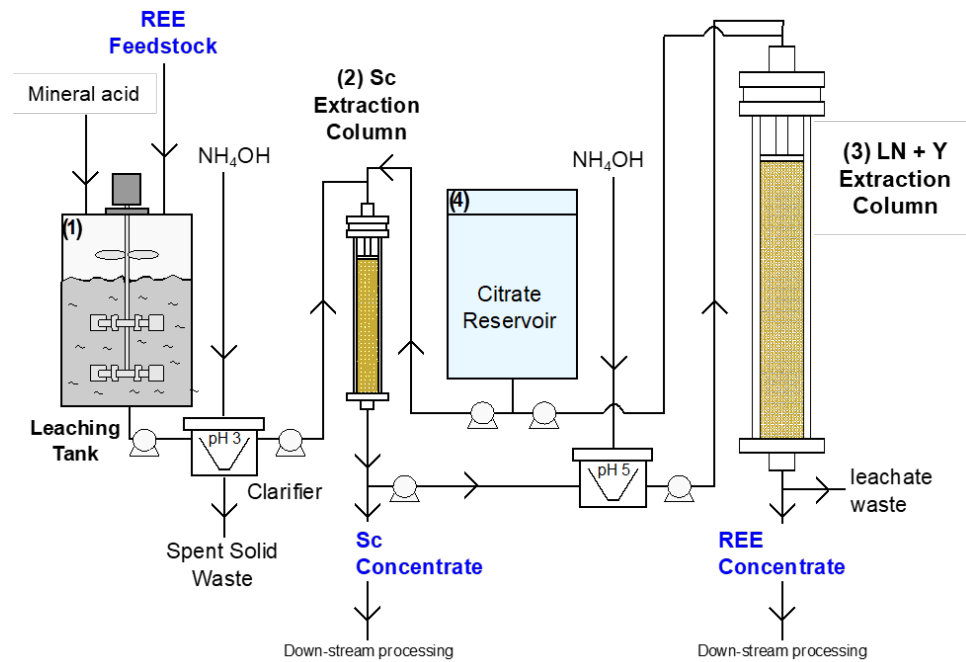 REE
Feedstock
Mineral acid
(2) Sc
Extraction
Column
NH₄OH
NH₄OH
(3) LN + Y
Extraction
Column
(1)
(4)
Citrate
Reservoir
Leaching
Tank
pH 3
Clarifier
pH 5
leachate
waste
Spent Solid
Waste
Sc
Concentrate
REE
Concentrate
Down-stream processing
Down-stream processing